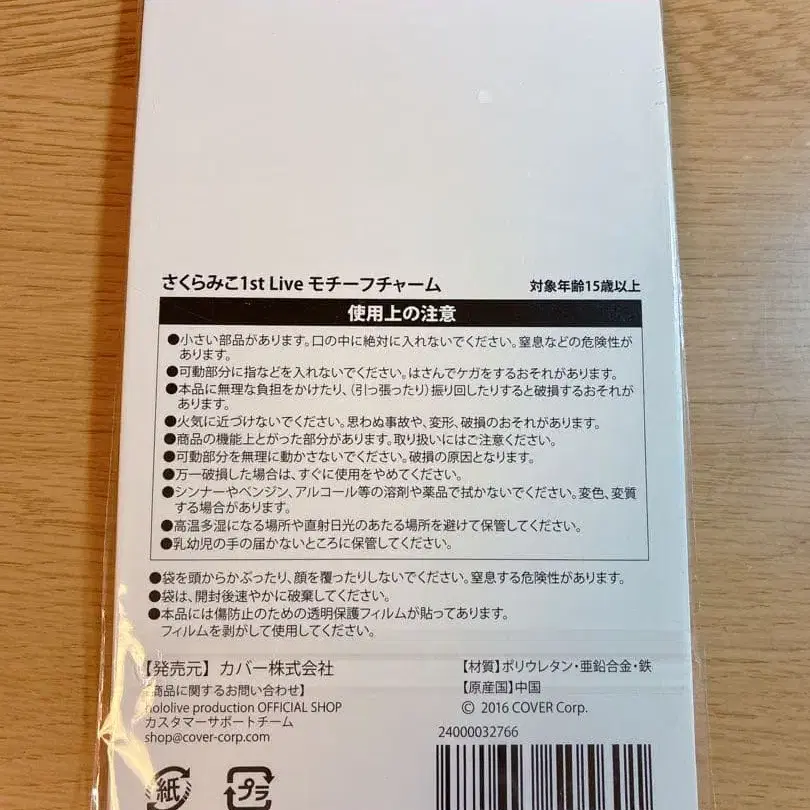 さくらみこ1st Live モチーフチャーム 対象年齢15歳以上
使用上の注意
●小さい部品があります。口の中に絶対に入れないでください。窒息などの危険性が
あります。
●可動部分に指などを入れないでください。はさんでケガをするおそれがあります。
●本品に無理な負担をかけたり、(引っ張ったり)振り回したりすると破損するおそれが
あります。
●火気に近づけないでください。思わぬ事故や、変形、破損のおそれがあります。
●商品の機能上とがった部分があります。取り扱いにはご注意ください。
●可動部分を無理に動かさないでください。破損の原因となります。
●万一破損した場合は、すぐに使用をやめてください。
●シンナーやベンジン、アルコール等の溶剤や薬品で拭かないでください。変色、変質
する場合があります。
●高温多湿になる場所や直射日光のあたる場所を避けて保管してください。
●乳幼児の手の届かないところに保管してください。
●袋を頭からかぶったり、顔を覆ったりしないでください。窒息する危険性があります。
●袋は、開封後速やかに破棄してください。
●本品には傷防止のための透明保護フィルムが貼ってあります。
フィルムを剥がして使用してください。
【発売元】カバー株式会社
【商品に関するお問い合わせ】
hololive production OFFICIAL SHOP
カスタマーサポートチーム
shop@cover-corp.com
【材質】ポリウレタン・亜鉛合金・鉄
【原産国】中国
© 2016 COVER Corp.
24000032766
紙 プラ